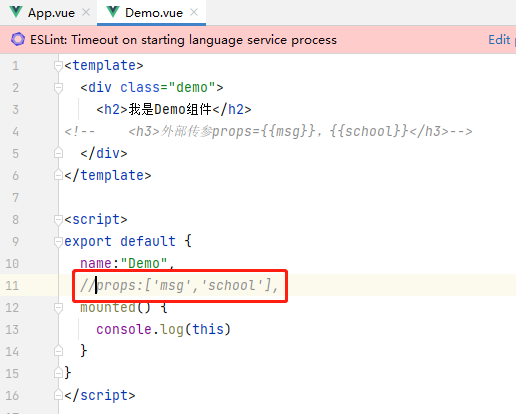 App.vue Demo.vue
ESLint: Timeout on starting language service process Edit
1 <template>
2 <div class="demo">
3 <h2>我是Demo组件</h2>
4 <!-- <h3>外部传参props={{msg}}，{{school}}</h3>-->
5 </div>
6 </template>
7
8 <script>
9 export default {
10 name:"Demo",
11 //props:['msg','school'],
12 mounted() {
13 console.log(this)
14 }
15 }
16 </script>